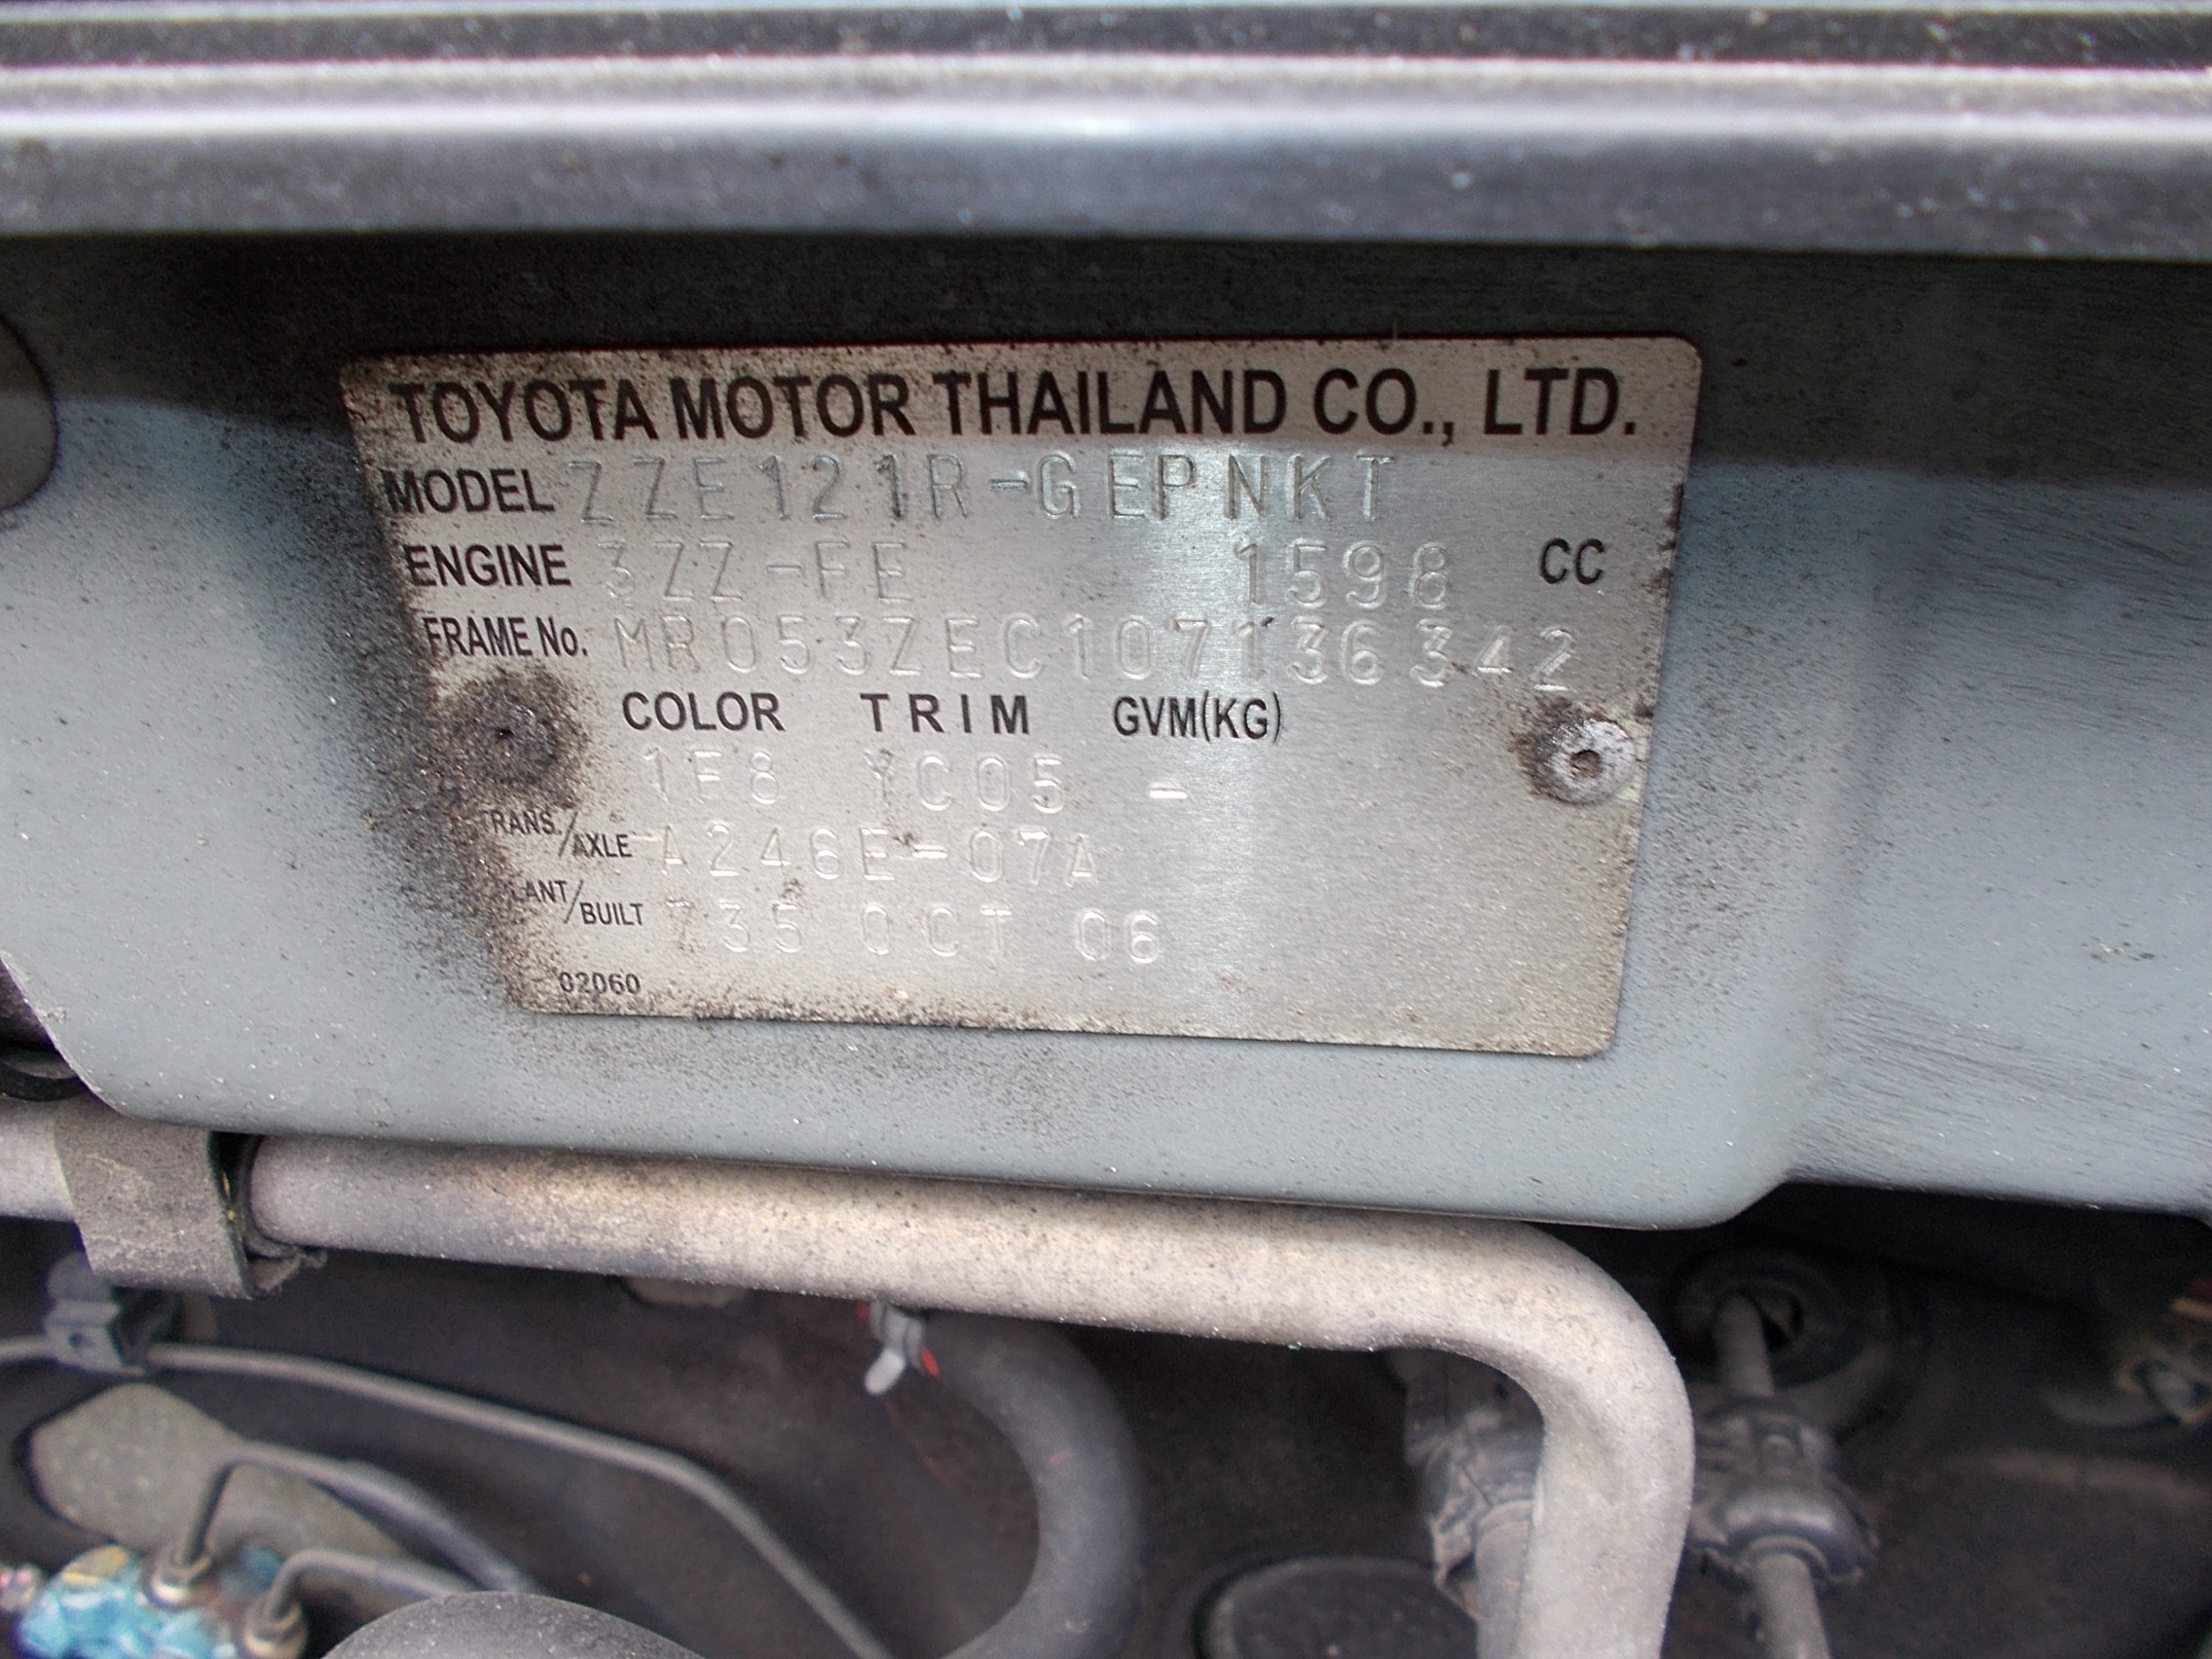 TOYOTA MOTOR THAILAND CO., LTD.
MODEL ZZE121R-GEPNKT
ENGINE 3ZZ-FE 1598 CC
FRAME No. MR053ZEC107136342
COLOR TRIM GVM(KG)
1F8 YC05 -
TRANS./AXLE A246E-07A
PLANT/BUILT 735 OCT 06
02060